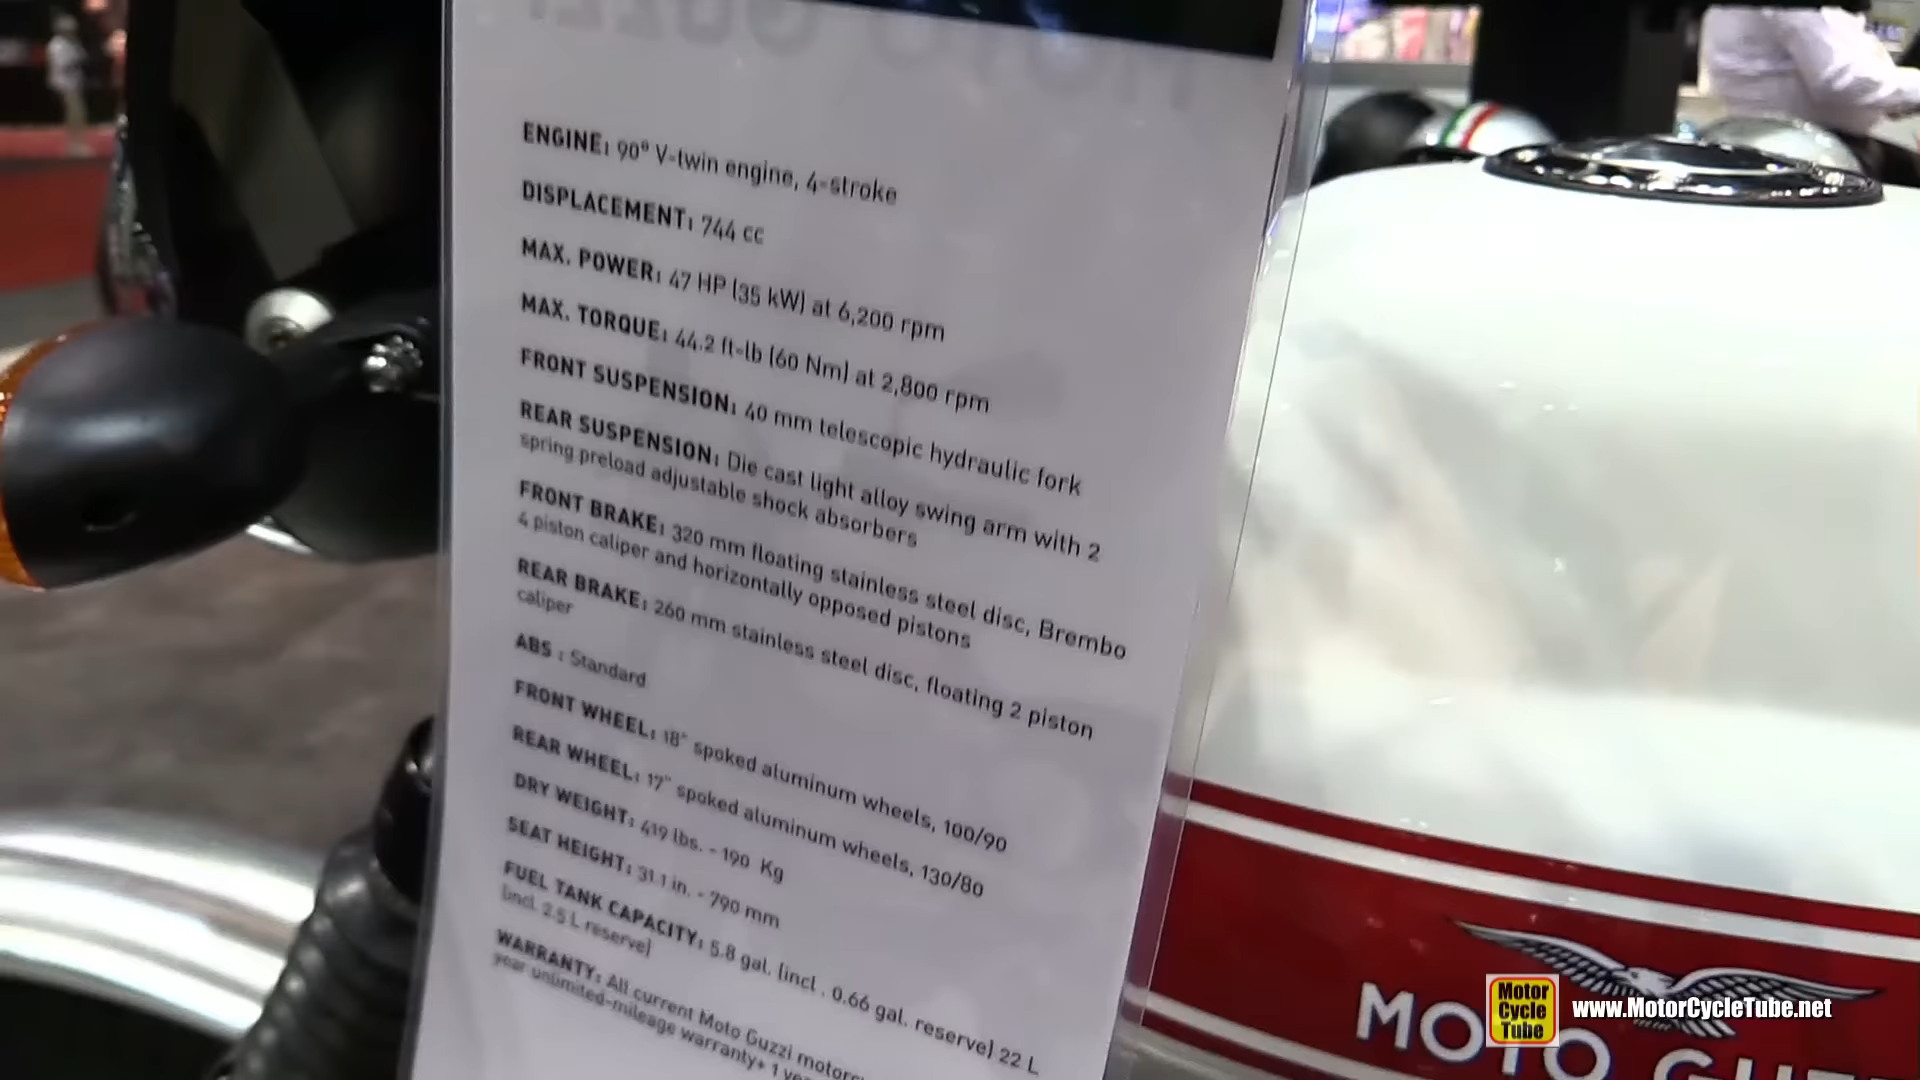 MOTO GUZZI
ENGINE: 90° V-twin engine, 4-stroke
DISPLACEMENT: 744 cc
MAX. POWER: 47 HP (35 kW) at 6,200 rpm
MAX. TORQUE: 44.2 ft-lb (60 Nm) at 2,800 rpm
FRONT SUSPENSION: 40 mm telescopic hydraulic fork
REAR SUSPENSION: Die cast light alloy swing arm with 2
spring preload adjustable shock absorbers
FRONT BRAKE: 320 mm floating stainless steel disc, Brembo
4 piston caliper and horizontally opposed pistons
REAR BRAKE: 260 mm stainless steel disc, floating 2 piston
caliper
ABS : Standard
FRONT WHEEL: 18" spoked aluminum wheels, 100/90
REAR WHEEL: 17" spoked aluminum wheels, 130/80
DRY WEIGHT: 419 lbs. - 190 Kg
SEAT HEIGHT: 31.1 in. - 790 mm
FUEL TANK CAPACITY: 5.8 gal. (incl . 0.66 gal. reserve) 22 L
(incl. 2.5 L reserve)
WARRANTY: All current Moto Guzzi
year unlimited-mileage warranty+ 1
MOTO
Motor
Cycle
Tube
www.MotorCycleTube.net